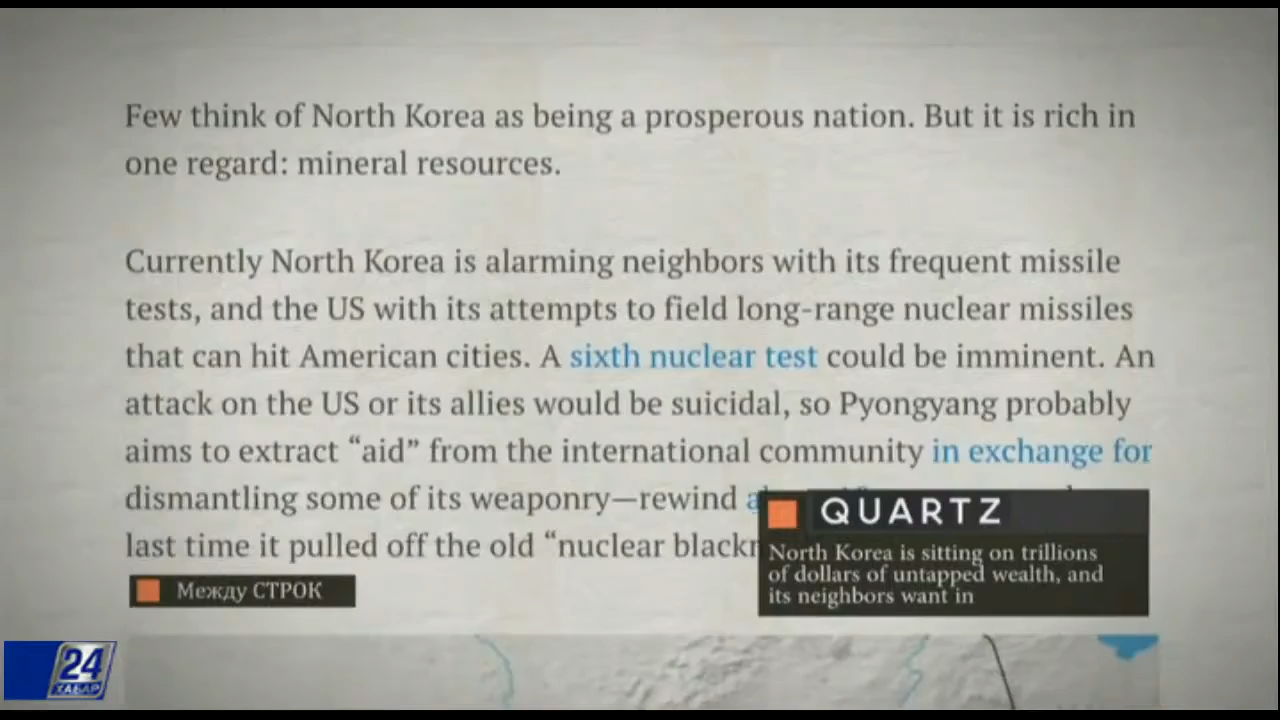 Few think of North Korea as being a prosperous nation. But it is rich in
one regard: mineral resources.
Currently North Korea is alarming neighbors with its frequent missile
tests, and the US with its attempts to field long-range nuclear missiles
that can hit American cities. A sixth nuclear test could be imminent. An
attack on the US or its allies would be suicidal, so Pyongyang probably
aims to extract “aid” from the international community in exchange for
dismantling some of its weaponry—rewind
last time it pulled off the old “nuclear
QUARTZ
North Korea is sitting on trillions
of dollars of untapped wealth, and
its neighbors want in
Между СТРОК
24
ХАБАР